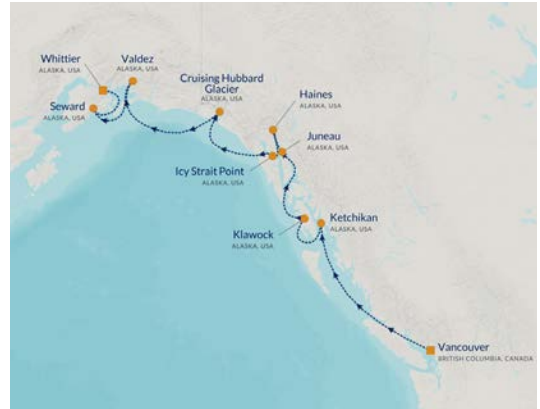 Whittier
ALASKA, USA
Valdez
ALASKA, USA
Seward
ALASKA, USA
Cruising Hubbard
Glacier
ALASKA, USA
Haines
ALASKA, USA
Juneau
ALASKA, USA
Icy Strait Point
ALASKA, USA
Klawock
ALASKA, USA
Ketchikan
ALASKA, USA
Vancouver
BRITISH COLUMBIA, CANADA